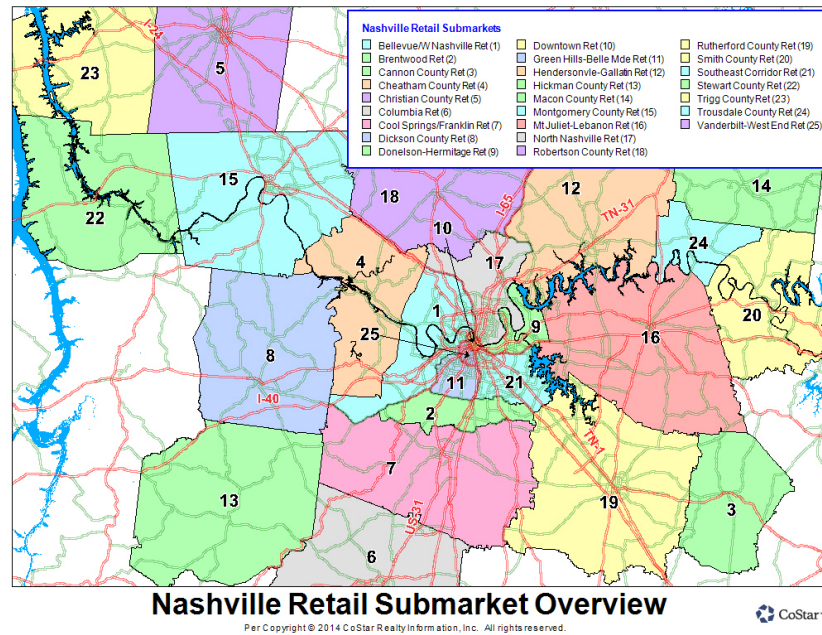 Nashville Retail Submarkets
Bellevue/W Nashville Ret (1)
Brentwood Ret (2)
Cannon County Ret (3)
Cheatham County Ret (4)
Christian County Ret (5)
Columbia Ret (6)
Cool Springs/Franklin Ret (7)
Dickson County Ret (8)
Donelson-Hermitage Ret (9)
Downtown Ret (10)
Green Hills-Belle Mde Ret (11)
Hendersonvle-Gallatin Ret (12)
Hickman County Ret (13)
Macon County Ret (14)
Montgomery County Ret (15)
Mt Juliet-Lebanon Ret (16)
North Nashville Ret (17)
Robertson County Ret (18)
Rutherford County Ret (19)
Smith County Ret (20)
Southeast Corridor Ret (21)
Stewart County Ret (22)
Trigg County Ret (23)
Trousdale County Ret (24)
Vanderbilt-West End Ret (25)
I-24
23
5
15
18
12
14
I-65
TN-31
22
10
24
17
4
1
9
20
25
16
8
11
21
I-40
2
TN-1
7
13
19
3
US-31
6
Nashville Retail Submarket Overview
CoStar
Per Copyright © 2014 CoStar Realty Information, Inc. All rights reserved.